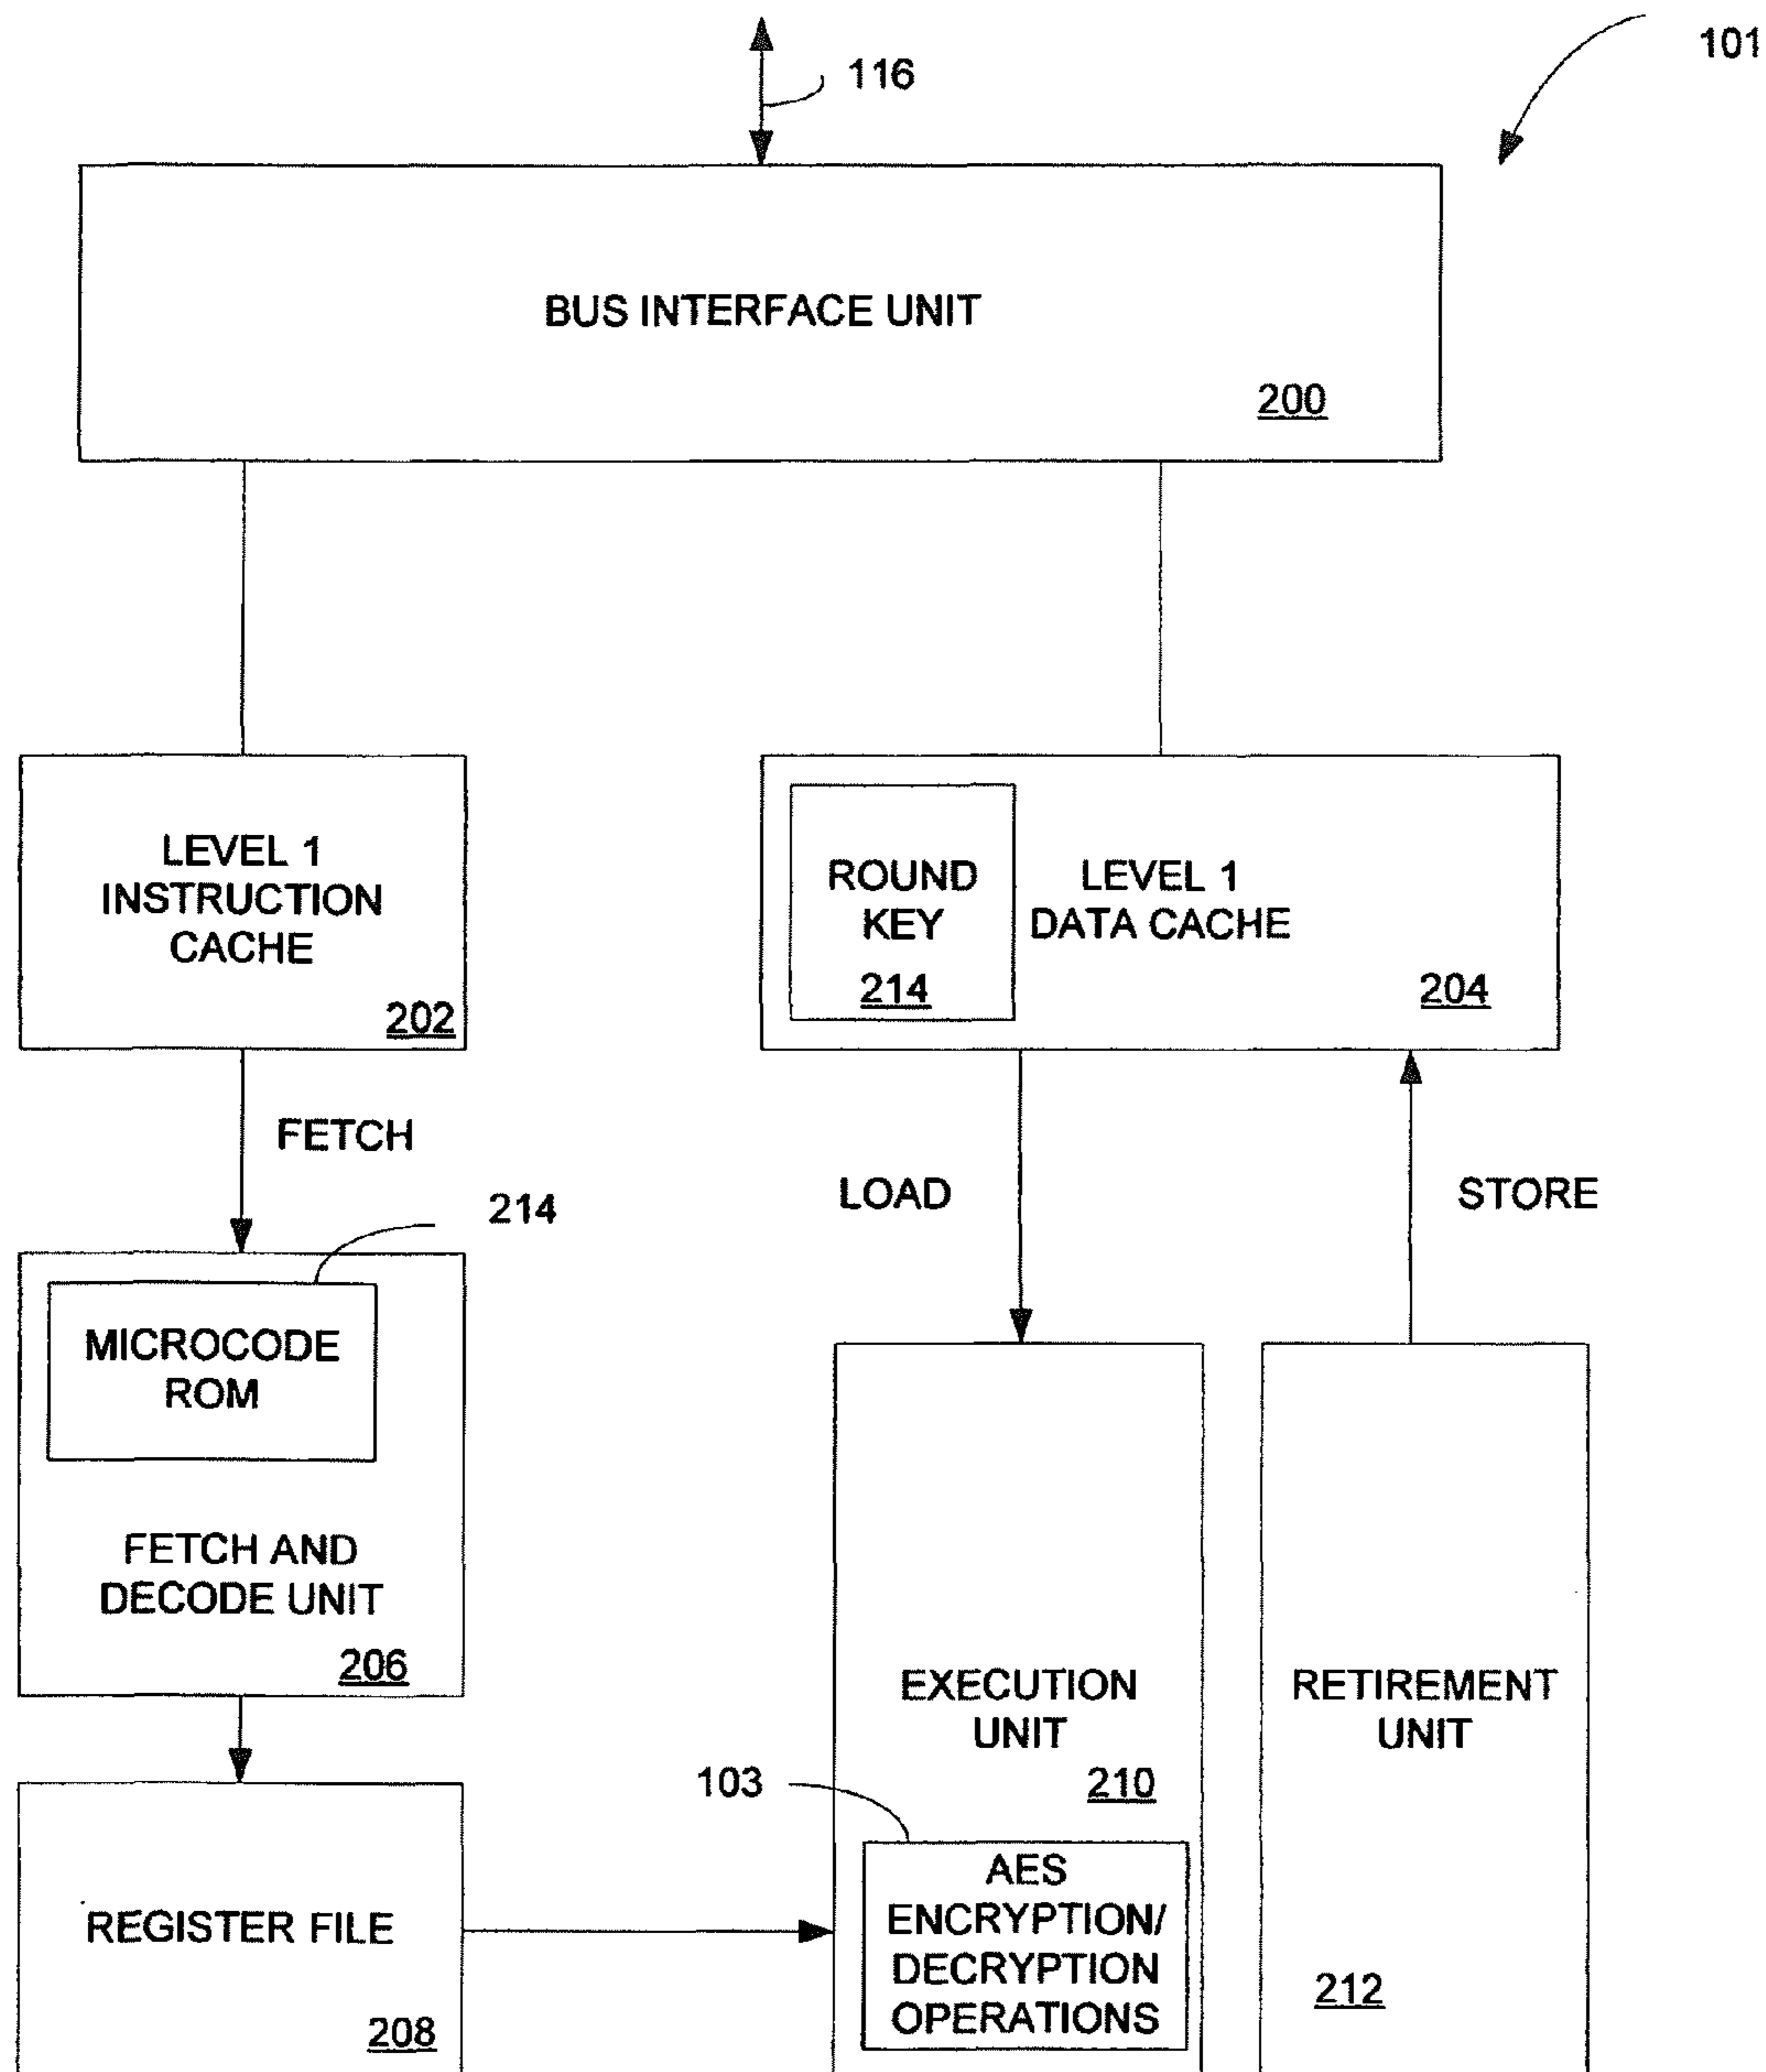 101
116
BUS INTERFACE UNIT
200
LEVEL 1
INSTRUCTION
CACHE
202
ROUND
KEY
214
LEVEL 1
DATA CACHE
204
FETCH
LOAD
STORE
214
MICROCODE
ROM
FETCH AND
DECODE UNIT
206
EXECUTION
UNIT
210
RETIREMENT
UNIT
212
103
AES
ENCRYPTION/
DECRYPTION
OPERATIONS
REGISTER FILE
208